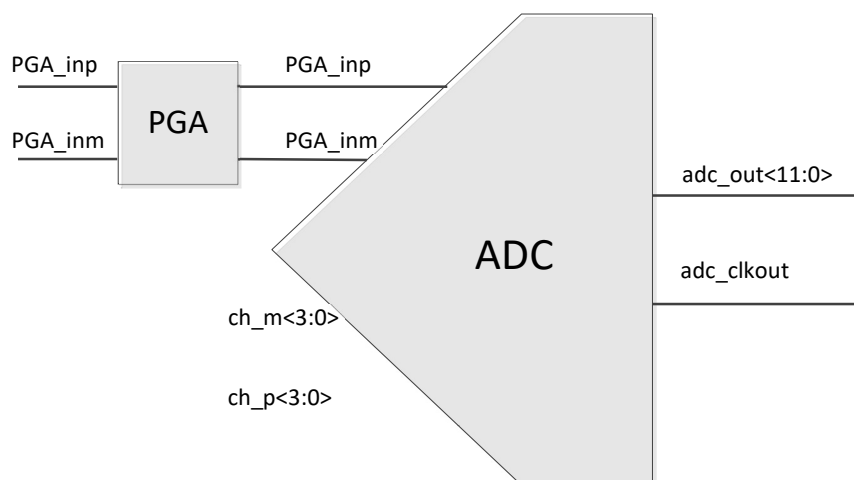 PGA_inp
PGA_inp
PGA
PGA_inm
PGA_inm
adc_out<11:0>
ADC
adc_clkout
ch_m<3:0>
ch_p<3:0>